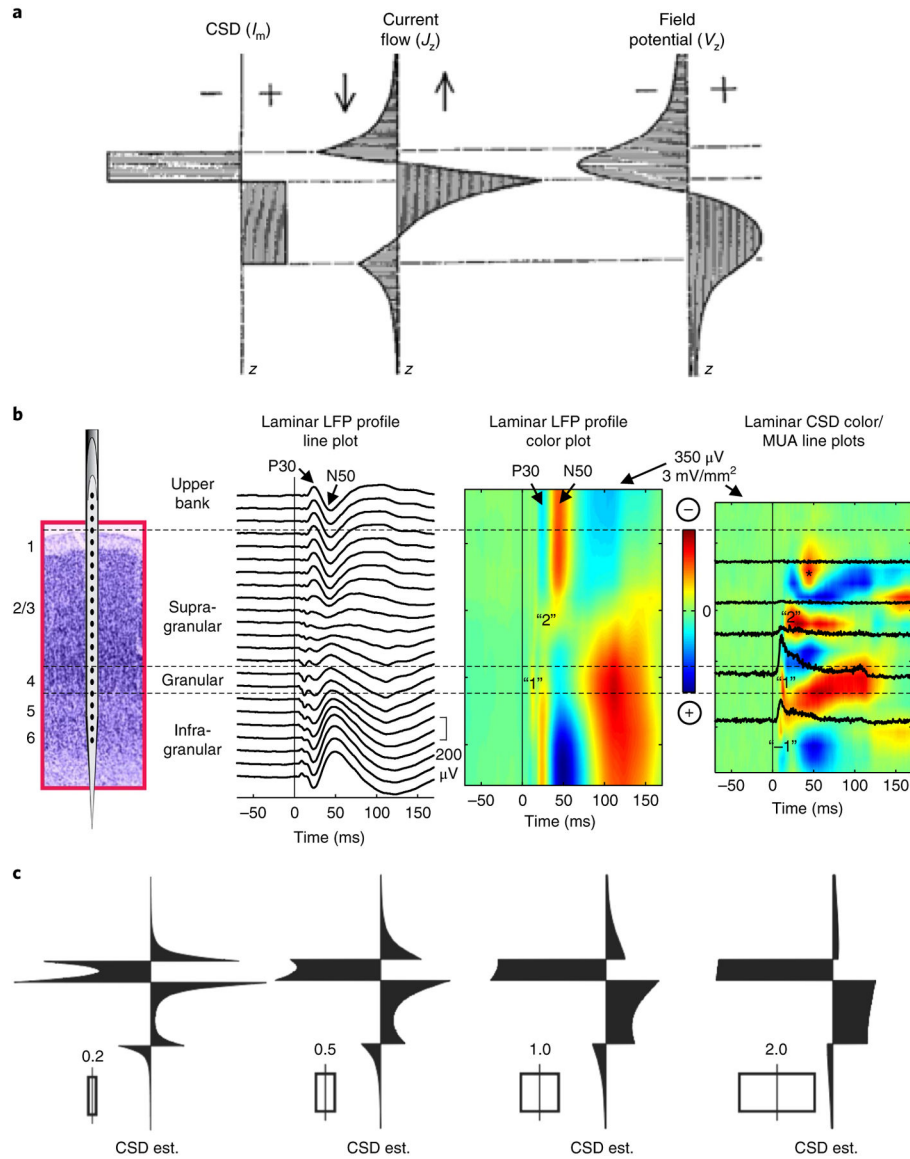 a
CSD (Im)
Current
flow (Jz)
Field
potential (Vz)
− +
− +
z
z
z
b
Laminar LFP profile
line plot
Laminar LFP profile
color plot
Laminar CSD color/
MUA line plots
P30
N50
P30
N50
350 μV
3 mV/mm²
Upper
bank
−
1
2/3
Supra-
granular
0
"2"
"2"
4
Granular
"1"
"1"
5
6
Infra-
granular
+
200
μV
"−1"
−50 0 50 100 150
Time (ms)
−50 0 50 100 150
Time (ms)
−50 0 50 100 150
Time (ms)
c
0.2
0.5
1.0
2.0
CSD est.
CSD est.
CSD est.
CSD est.